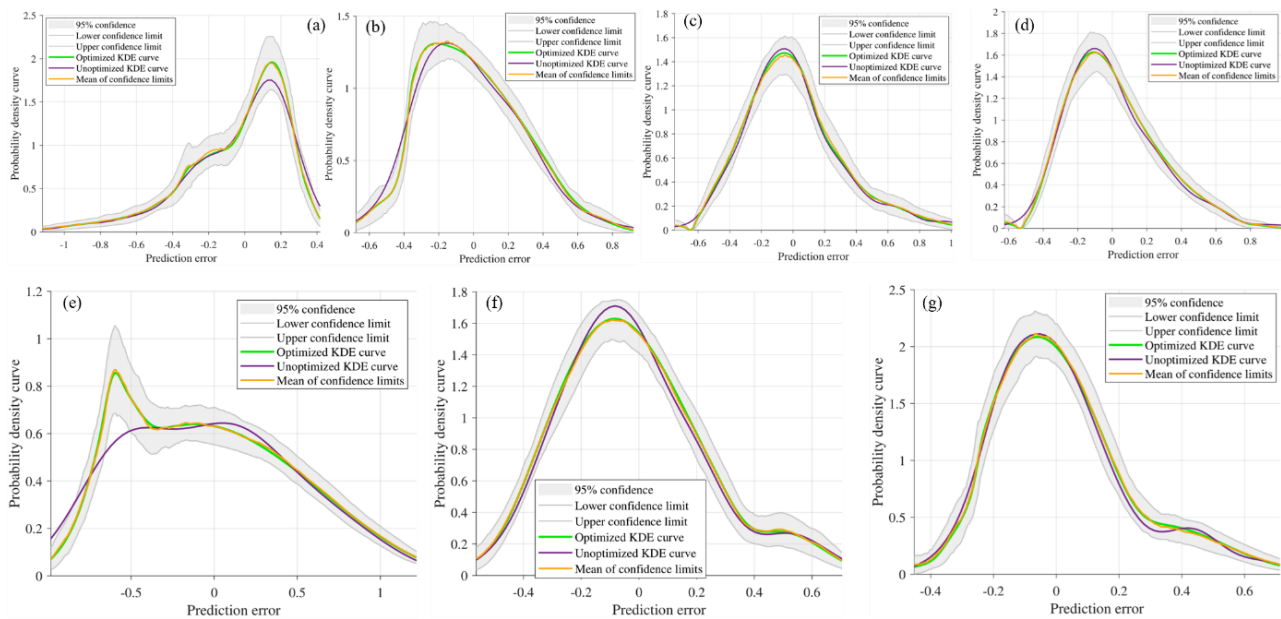 (a)
95% confidence
Lower confidence limit
Upper confidence limit
Optimized KDE curve
Unoptimized KDE curve
Mean of confidence limits
Probability density curve
2.5
2
1.5
1
0.5
0
-1 -0.8 -0.6 -0.4 -0.2 0 0.2 0.4
Prediction error
(b)
95% confidence
Lower confidence limit
Upper confidence limit
Optimized KDE curve
Unoptimized KDE curve
Mean of confidence limits
Probability density curve
1.5
1
0.5
0
-0.6 -0.4 -0.2 0 0.2 0.4 0.6 0.8
Prediction error
(c)
95% confidence
Lower confidence limit
Upper confidence limit
Optimized KDE curve
Unoptimized KDE curve
Mean of confidence limits
Probability density curve
1.8
1.6
1.4
1.2
1
0.8
0.6
0.4
0.2
0
-0.6 -0.4 -0.2 0 0.2 0.4 0.6 0.8 1
Prediction error
(d)
95% confidence
Lower confidence limit
Upper confidence limit
Optimized KDE curve
Unoptimized KDE curve
Mean of confidence limits
Probability density curve
2
1.8
1.6
1.4
1.2
1
0.8
0.6
0.4
0.2
0
-0.6 -0.4 -0.2 0 0.2 0.4 0.6 0.8
Prediction error
(e)
95% confidence
Lower confidence limit
Upper confidence limit
Optimized KDE curve
Unoptimized KDE curve
Mean of confidence limits
Probability density curve
1.2
1
0.8
0.6
0.4
0.2
0
-0.5 0 0.5 1
Prediction error
(f)
95% confidence
Lower confidence limit
Upper confidence limit
Optimized KDE curve
Unoptimized KDE curve
Mean of confidence limits
Probability density curve
1.8
1.6
1.4
1.2
1
0.8
0.6
0.4
0.2
0
-0.4 -0.2 0 0.2 0.4 0.6
Prediction error
(g)
95% confidence
Lower confidence limit
Upper confidence limit
Optimized KDE curve
Unoptimized KDE curve
Mean of confidence limits
Probability density curve
2.5
2
1.5
1
0.5
0
-0.4 -0.2 0 0.2 0.4 0.6
Prediction error